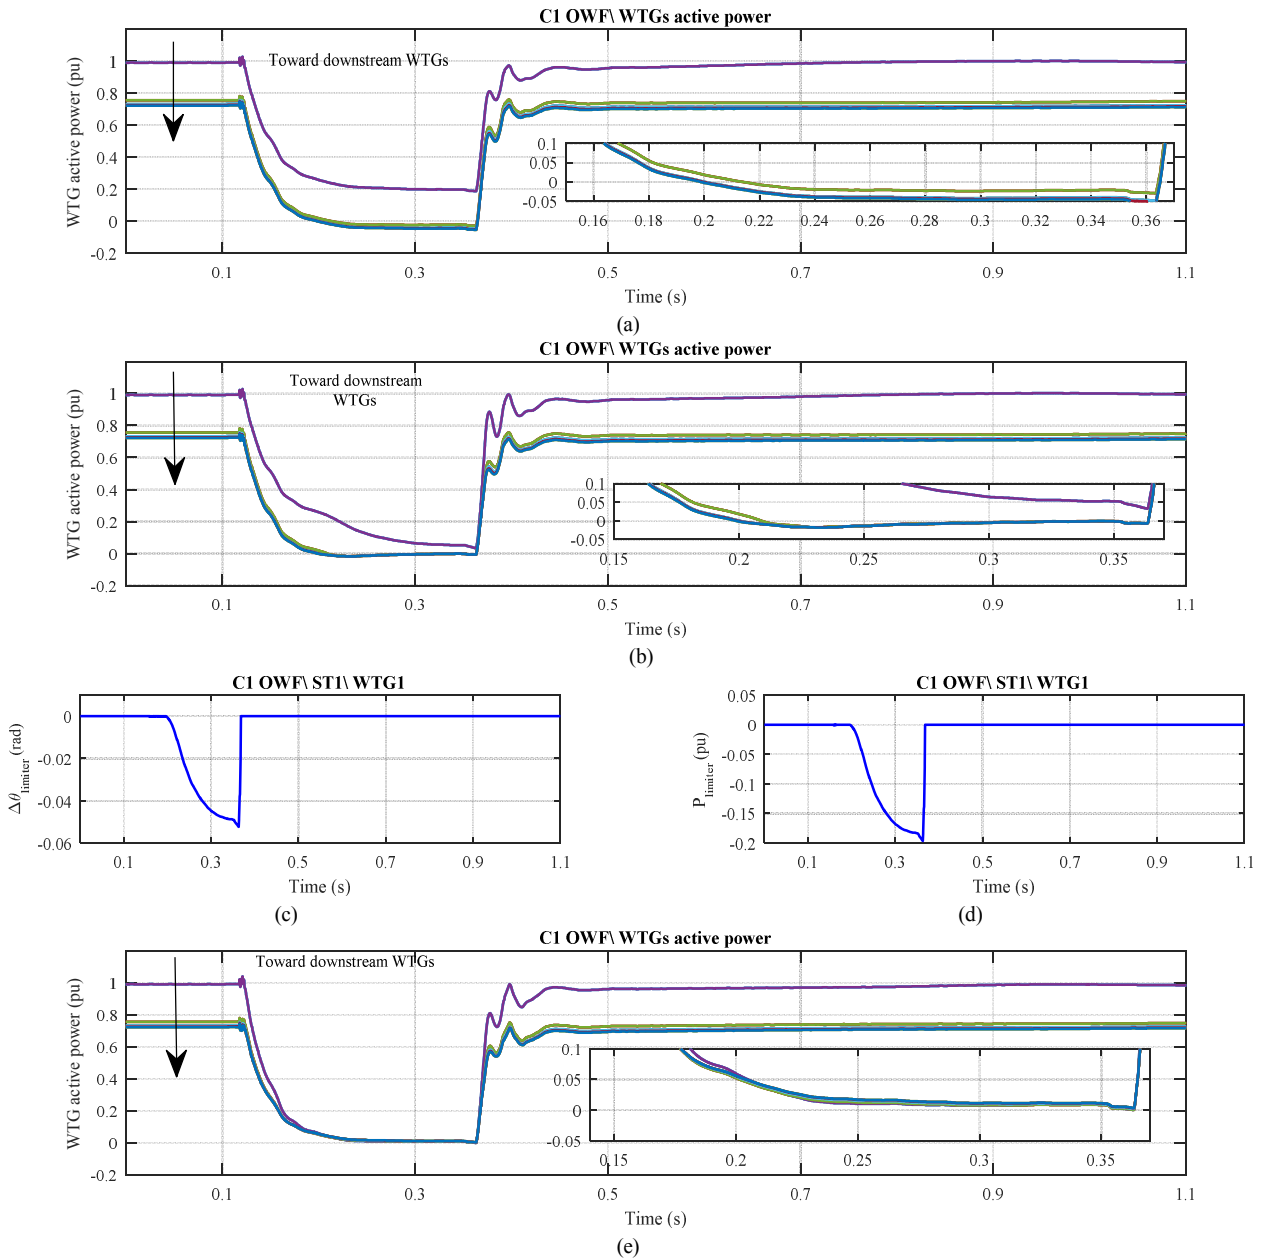 C1 OWF\ WTGs active power
Toward downstream WTGs
WTG active power (pu)
1
0.8
0.6
0.4
0.2
0
-0.2
0.1
0.05
0
-0.05
0.16 0.18 0.2 0.22 0.24 0.26 0.28 0.3 0.32 0.34 0.36
0.1 0.3 0.5 0.7 0.9 1.1
Time (s)
(a)
C1 OWF\ WTGs active power
Toward downstream
WTGs
WTG active power (pu)
1
0.8
0.6
0.4
0.2
0
-0.2
0.1
0.05
0
-0.05
0.15 0.2 0.25 0.3 0.35
0.1 0.3 0.5 0.7 0.9 1.1
Time (s)
(b)
C1 OWF\ ST1\ WTG1
Δθlimiter (rad)
0
-0.02
-0.04
-0.06
0.1 0.3 0.5 0.7 0.9 1.1
Time (s)
(c)
C1 OWF\ ST1\ WTG1
Plimiter (pu)
0.05
0
-0.05
-0.1
-0.15
-0.2
0.1 0.3 0.5 0.7 0.9 1.1
Time (s)
(d)
C1 OWF\ WTGs active power
Toward downstream WTGs
WTG active power (pu)
1
0.8
0.6
0.4
0.2
0
-0.2
0.1
0.05
0
-0.05
0.15 0.2 0.25 0.3 0.35
0.1 0.3 0.5 0.7 0.9 1.1
Time (s)
(e)